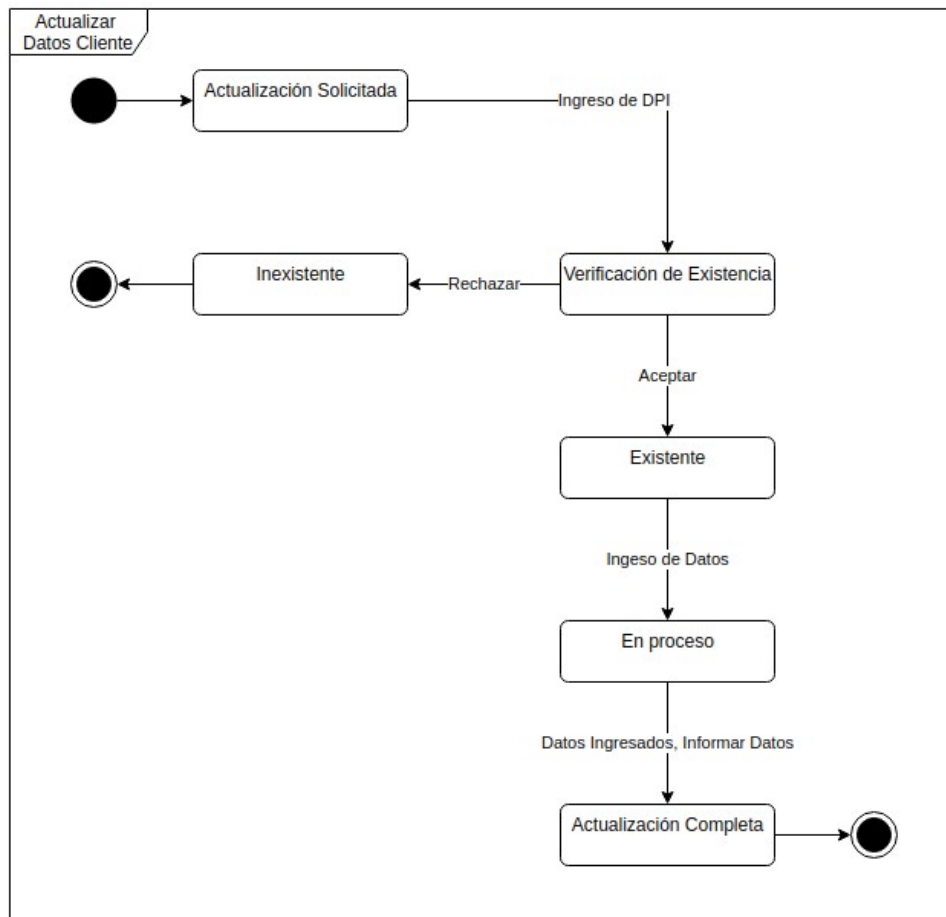 Actualizar
Datos Cliente
Actualización Solicitada
Ingreso de DPI
Inexistente
Rechazar
Verificación de Existencia
Aceptar
Existente
Ingeso de Datos
En proceso
Datos Ingresados, Informar Datos
Actualización Completa